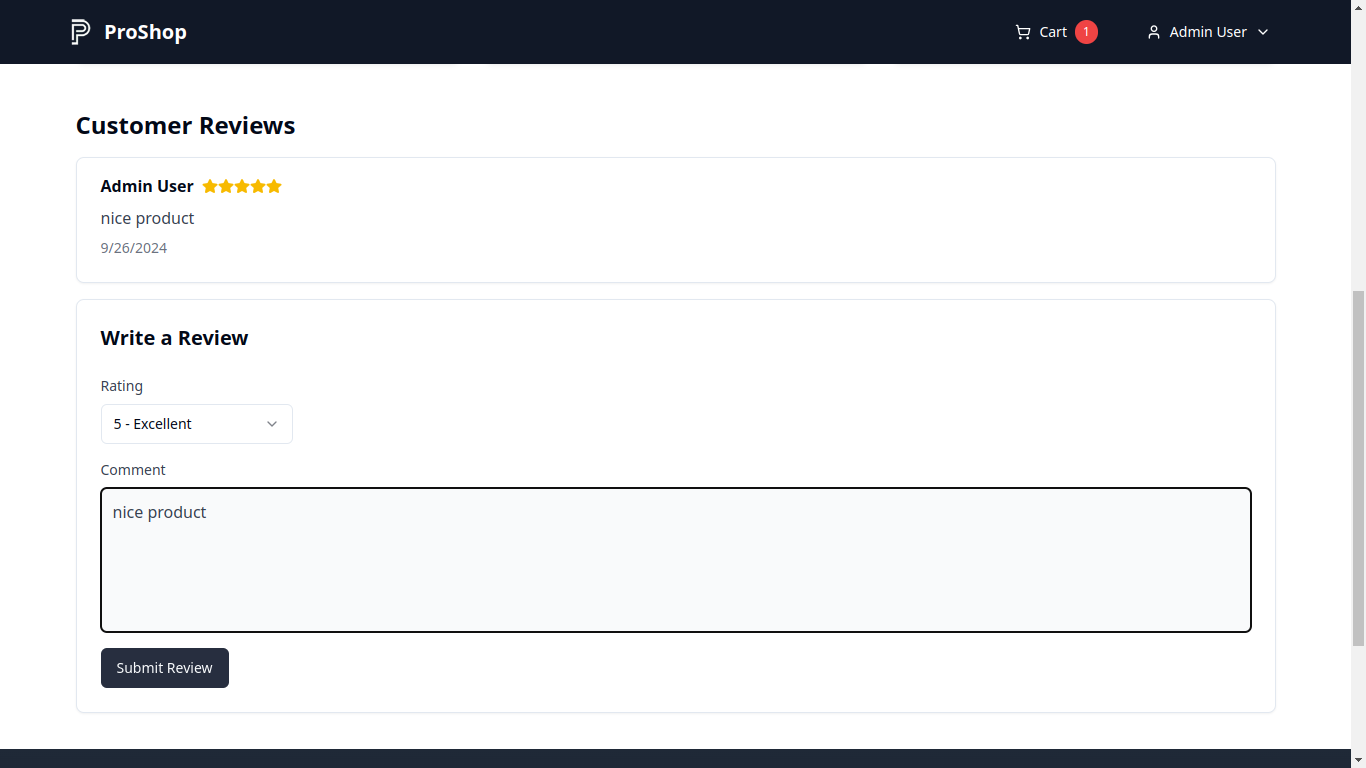 ProShop
Cart 1
Admin User
Customer Reviews
Admin User
nice product
9/26/2024
Write a Review
Rating
5 - Excellent
Comment
nice product
Submit Review